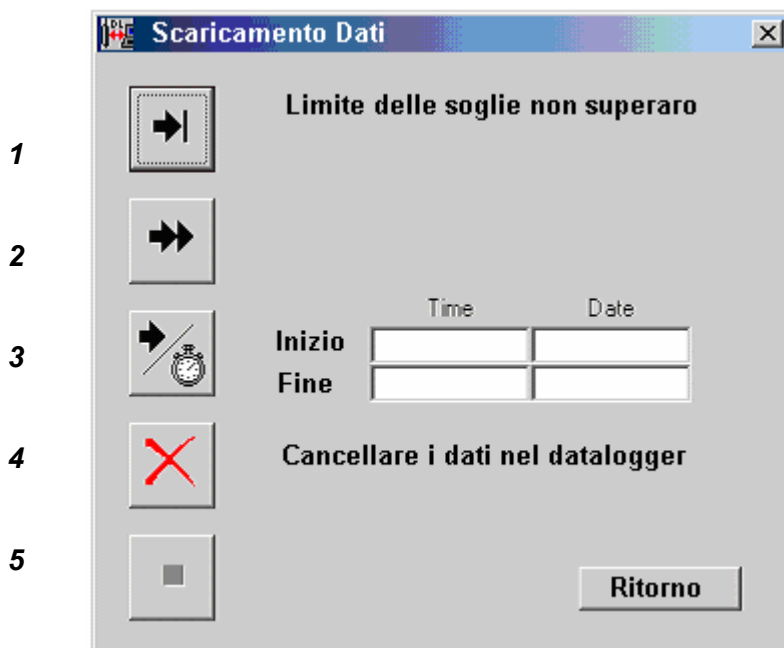 Scaricamento Dati
1
Limite delle soglie non superaro
2
Time Date
3
Inizio
Fine
4
Cancellare i dati nel datalogger
5
Ritorno